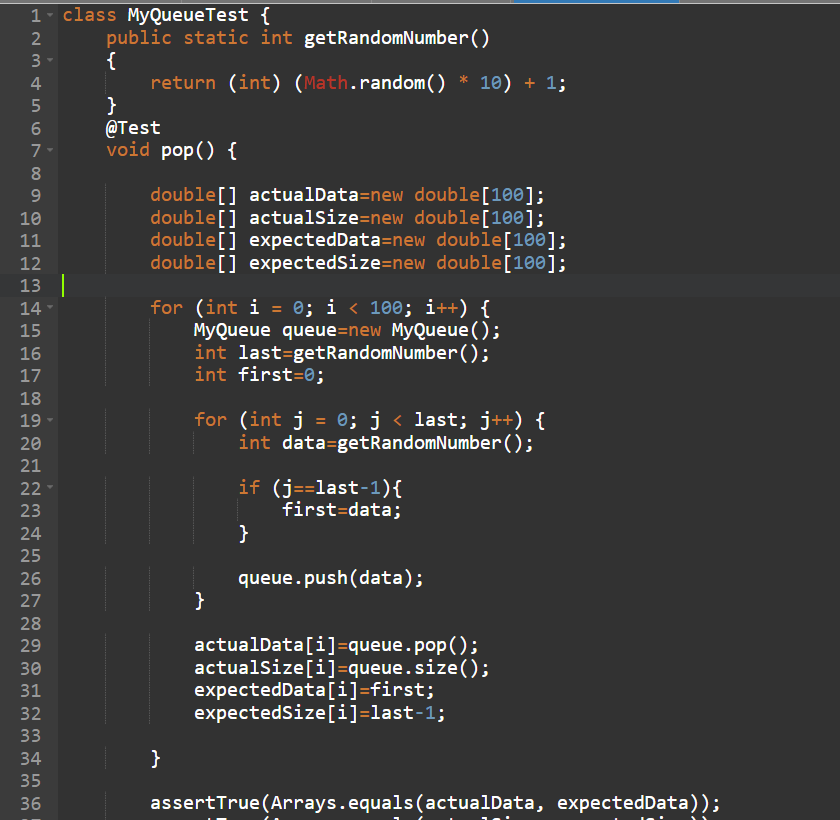 1 class MyQueueTest {
2     public static int getRandomNumber()
3     {
4         return (int) (Math.random() * 10) + 1;
5     }
6     @Test
7     void pop() {
8
9         double[] actualData=new double[100];
10         double[] actualSize=new double[100];
11         double[] expectedData=new double[100];
12         double[] expectedSize=new double[100];
13
14         for (int i = 0; i < 100; i++) {
15             MyQueue queue=new MyQueue();
16             int last=getRandomNumber();
17             int first=0;
18
19             for (int j = 0; j < last; j++) {
20                 int data=getRandomNumber();
21
22                 if (j==last-1){
23                     first=data;
24                 }
25
26                 queue.push(data);
27             }
28
29             actualData[i]=queue.pop();
30             actualSize[i]=queue.size();
31             expectedData[i]=first;
32             expectedSize[i]=last-1;
33
34         }
35
36         assertTrue(Arrays.equals(actualData, expectedData));